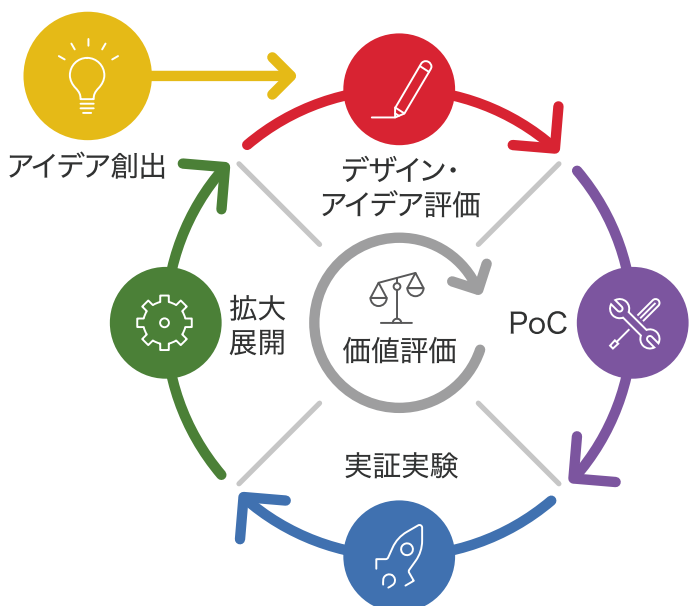 アイデア創出
デザイン・
アイデア評価
拡大
展開
価値評価
PoC
実証実験